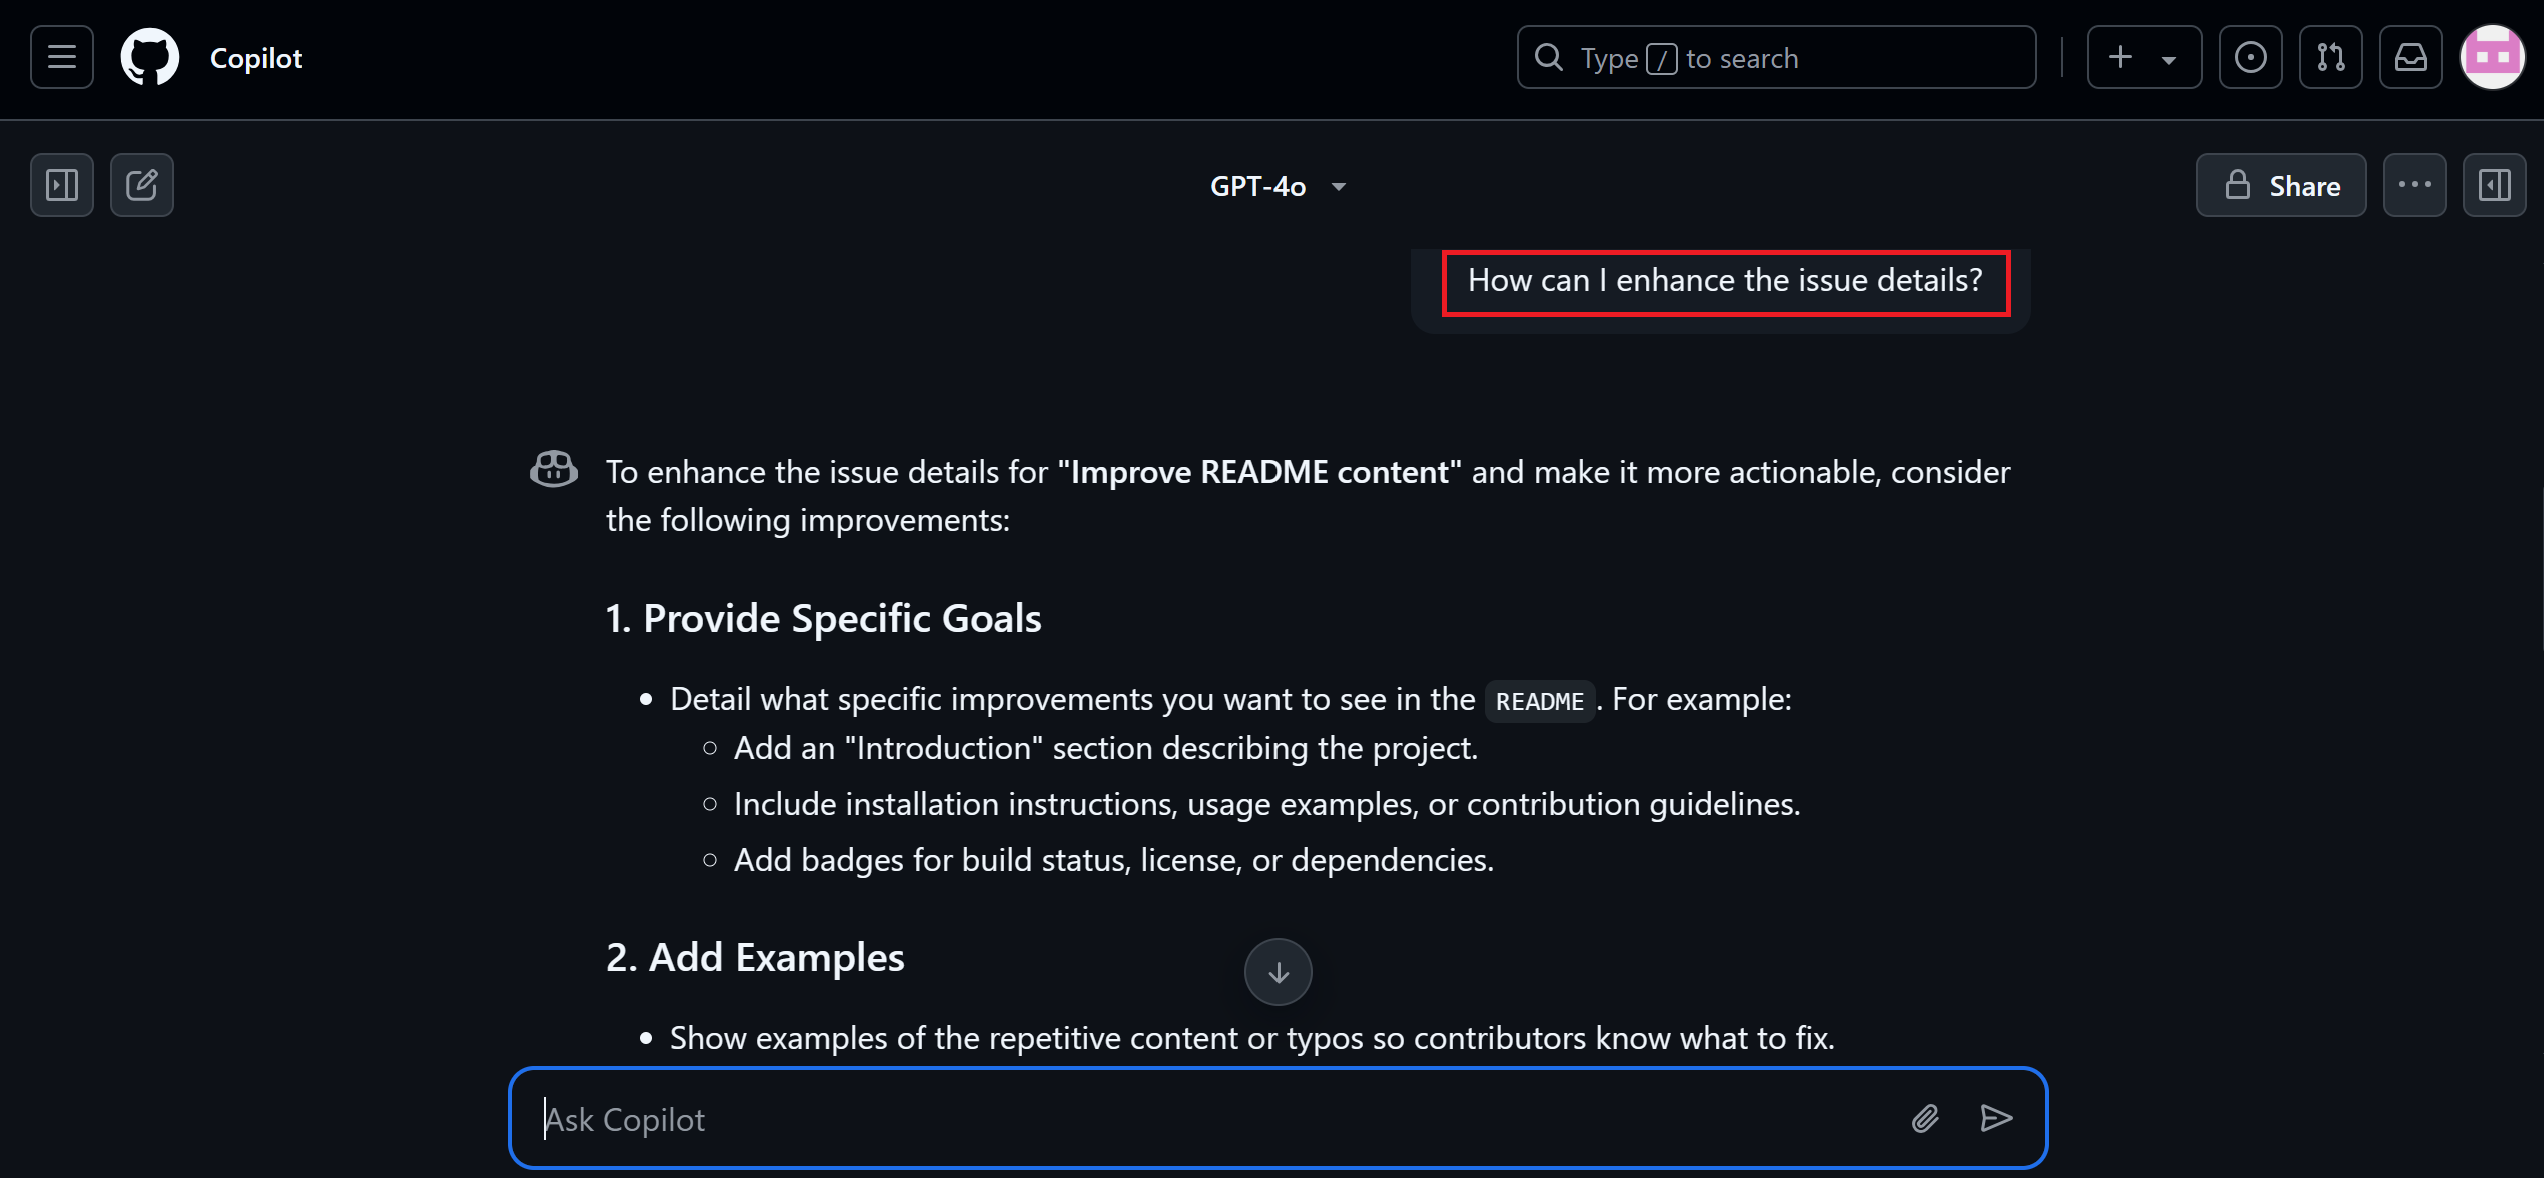 Copilot
Type / to search
GPT-4o
Share
How can I enhance the issue details?
To enhance the issue details for "Improve README content" and make it more actionable, consider
the following improvements:
1. Provide Specific Goals
• Detail what specific improvements you want to see in the README. For example:
○ Add an "Introduction" section describing the project.
○ Include installation instructions, usage examples, or contribution guidelines.
○ Add badges for build status, license, or dependencies.
2. Add Examples
• Show examples of the repetitive content or typos so contributors know what to fix.
Ask Copilot